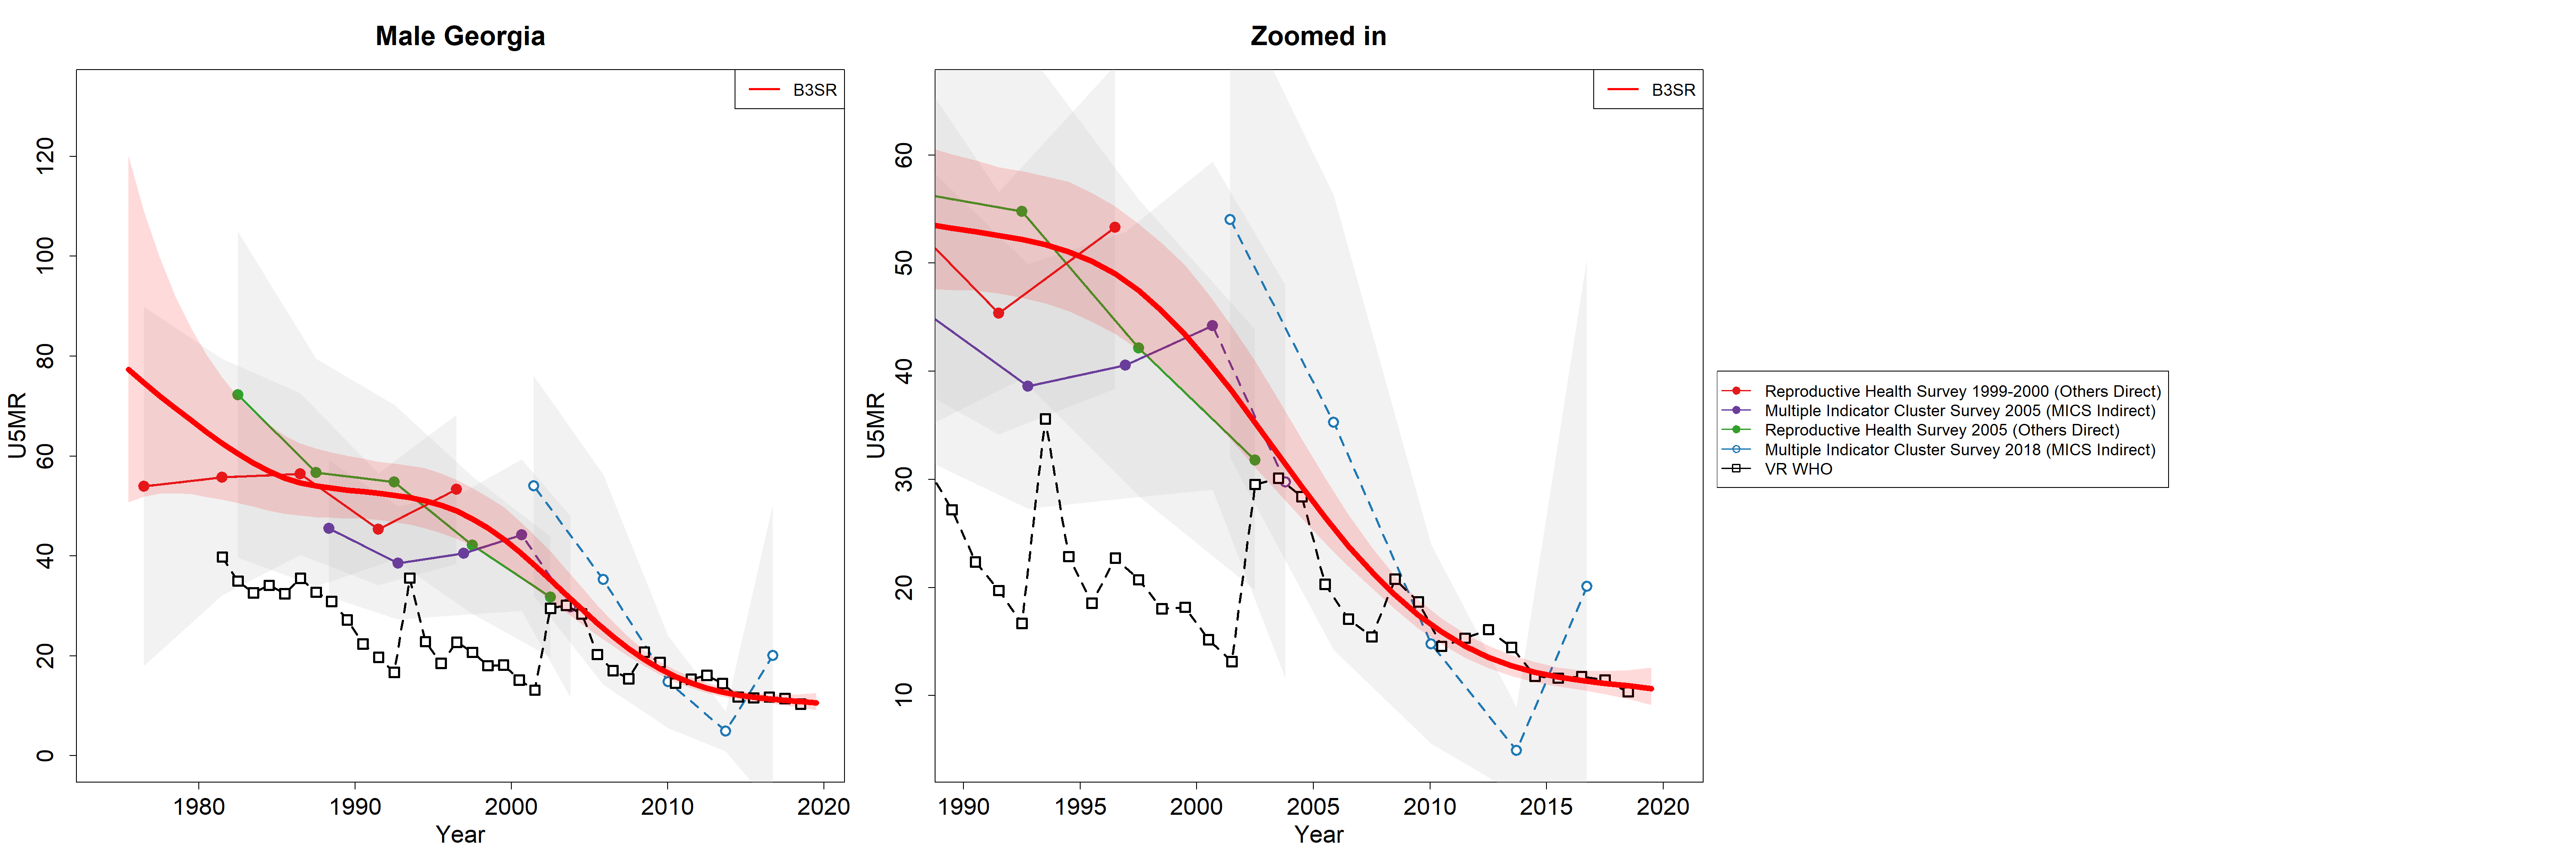 Male Georgia
B3SR
U5MR
0
20
40
60
80
100
120
1980
1990
2000
2010
2020
Year
Zoomed in
B3SR
U5MR
10
20
30
40
50
60
1990
1995
2000
2005
2010
2015
2020
Year
Reproductive Health Survey 1999-2000 (Others Direct)
Multiple Indicator Cluster Survey 2005 (MICS Indirect)
Reproductive Health Survey 2005 (Others Direct)
Multiple Indicator Cluster Survey 2018 (MICS Indirect)
VR WHO